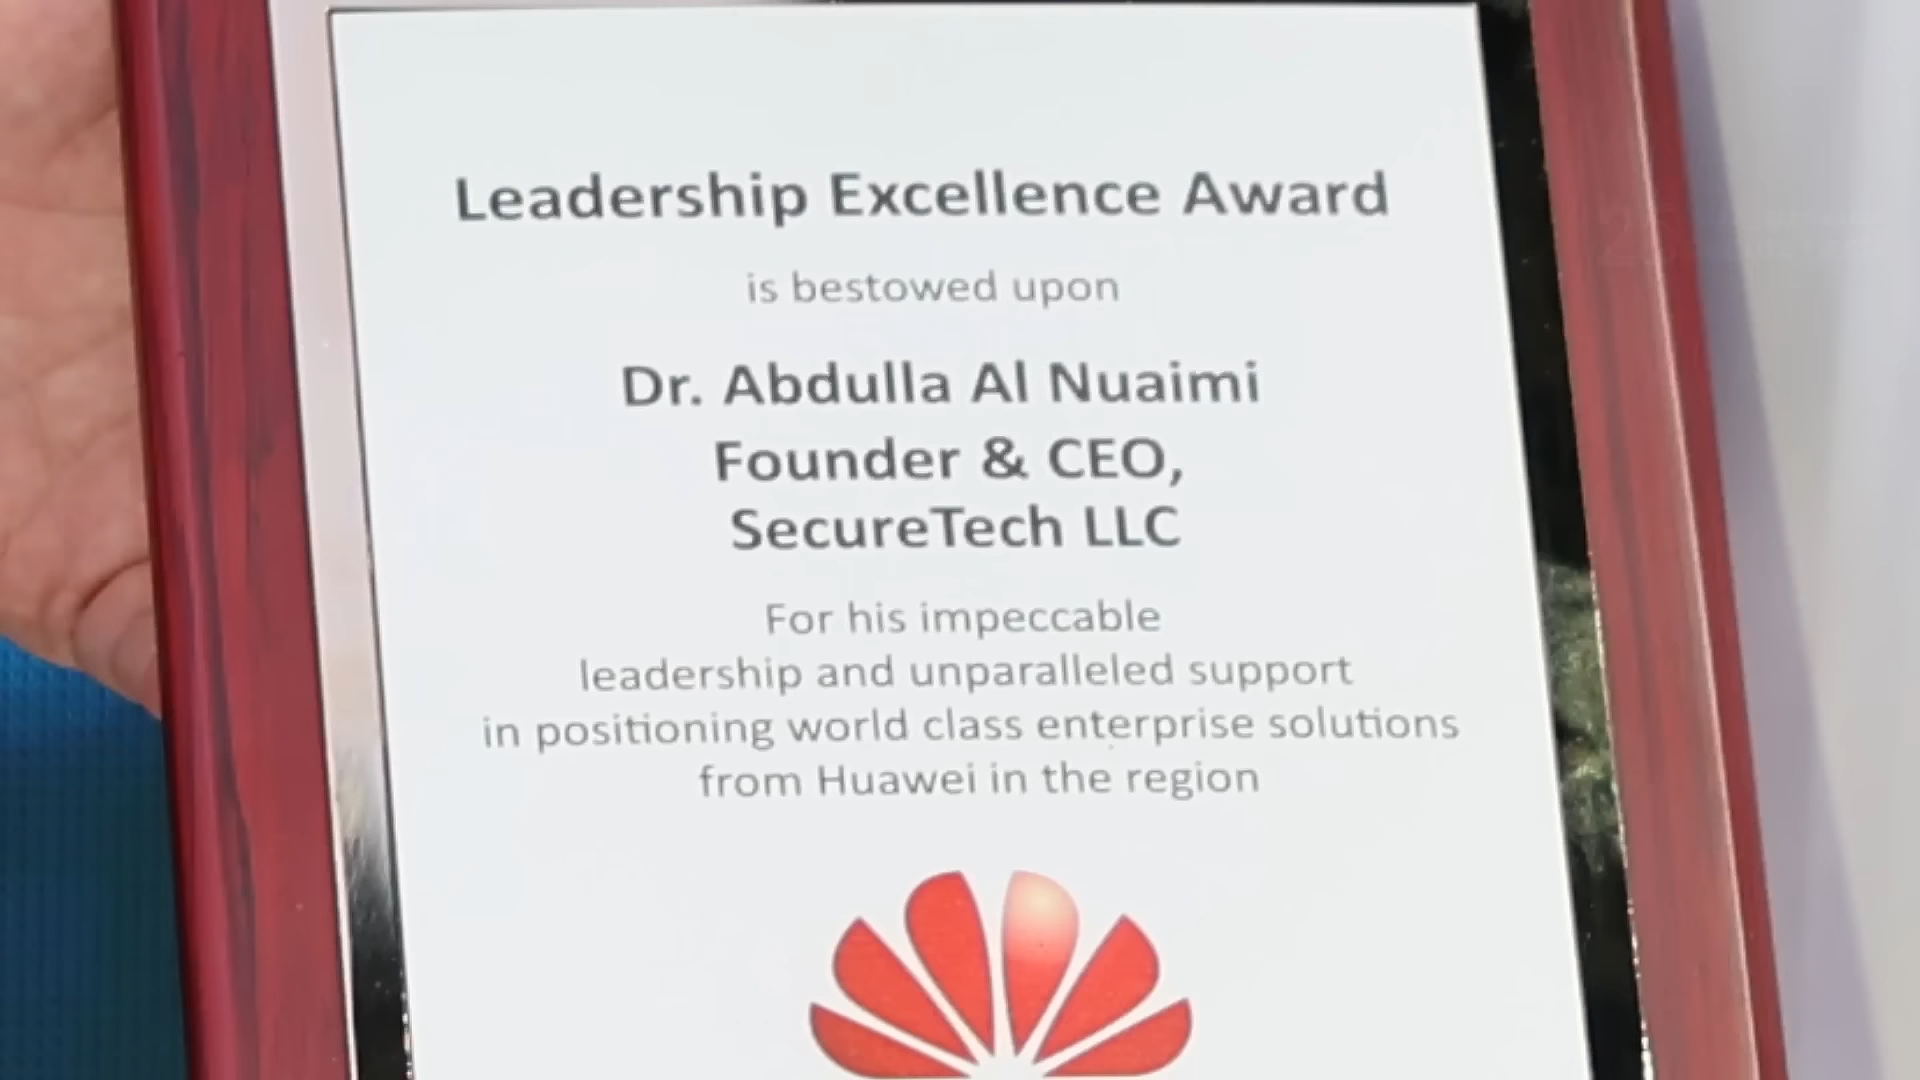 Leadership Excellence Award
is bestowed upon
Dr. Abdulla Al Nuaimi
Founder & CEO,
SecureTech LLC
For his impeccable
leadership and unparalleled support
in positioning world class enterprise solutions
from Huawei in the region